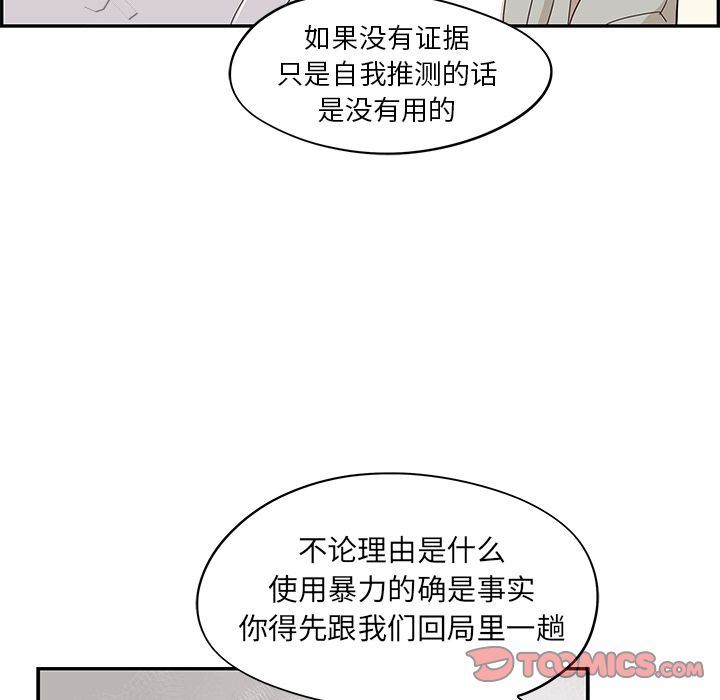 如果没有证据
只是自我推测的话
是没有用的
不论理由是什么
使用暴力的确是事实
你得先跟我们回局里一趟
TOOMICS.COM